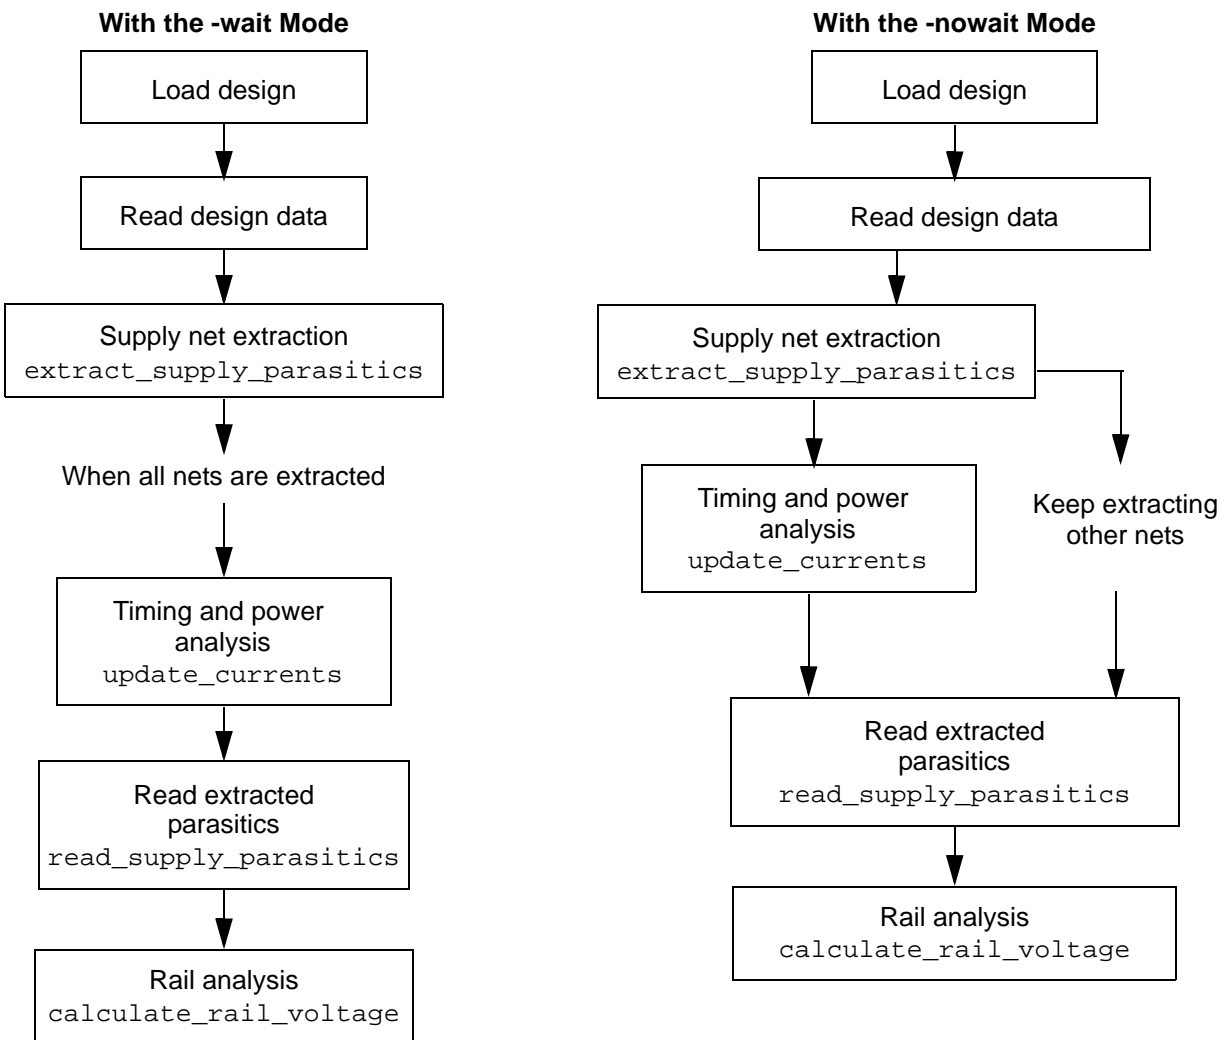 With the -wait Mode
Load design
Read design data
Supply net extraction
extract_supply_parasitics
When all nets are extracted
Timing and power
analysis
update_currents
Read extracted
parasitics
read_supply_parasitics
Rail analysis
calculate_rail_voltage
With the -nowait Mode
Load design
Read design data
Supply net extraction
extract_supply_parasitics
Timing and power
analysis
update_currents
Keep extracting
other nets
Read extracted
parasitics
read_supply_parasitics
Rail analysis
calculate_rail_voltage